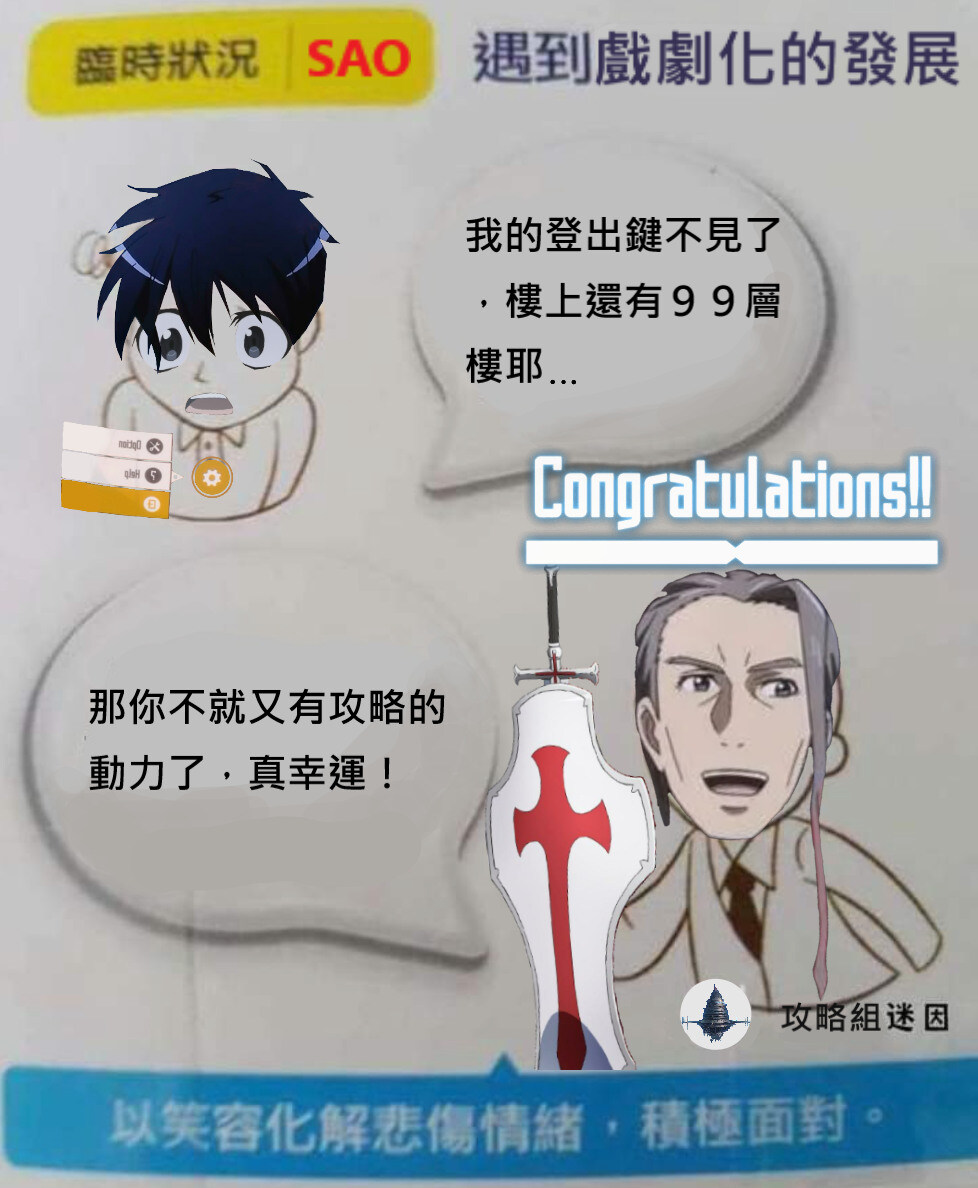 臨時狀況 SAO 遇到戲劇化的發展
我的登出鍵不見了
，樓上還有９９層
樓耶...
Option
Help
Congratulations!!
那你不就又有攻略的
動力了，真幸運！
攻略組迷因
以笑容化解悲傷情緒，積極面對。